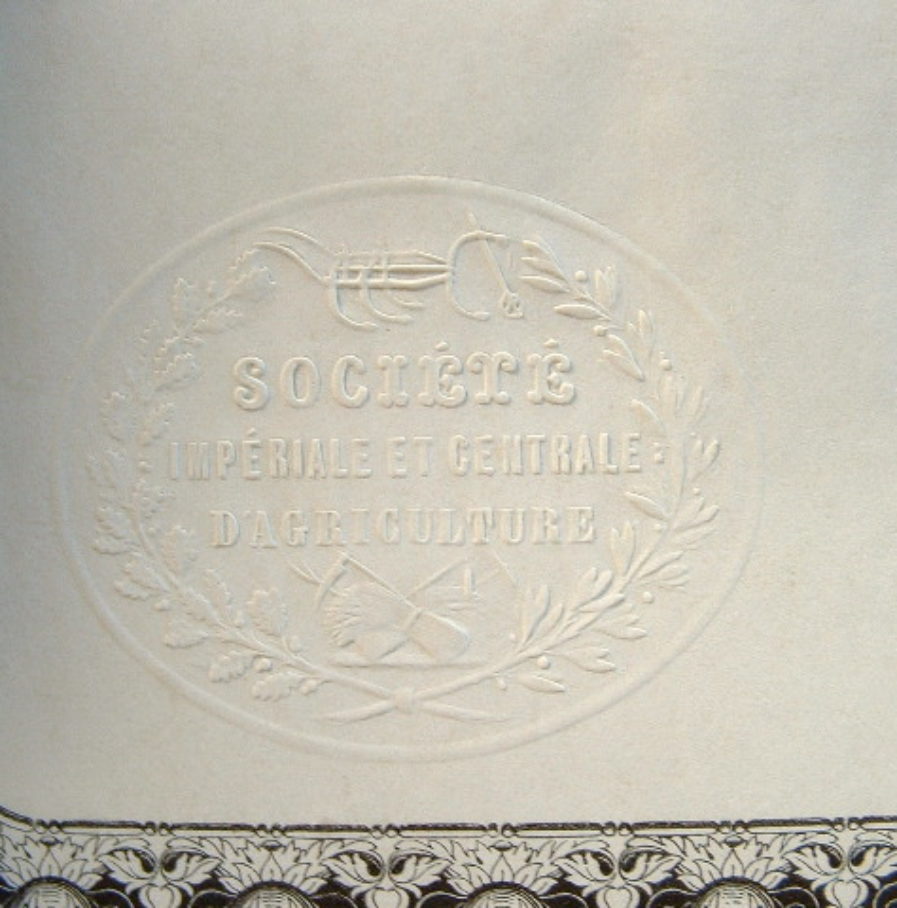 SOCIÉTÉ
IMPÉRIALE ET CENTRALE
D'AGRICULTURE